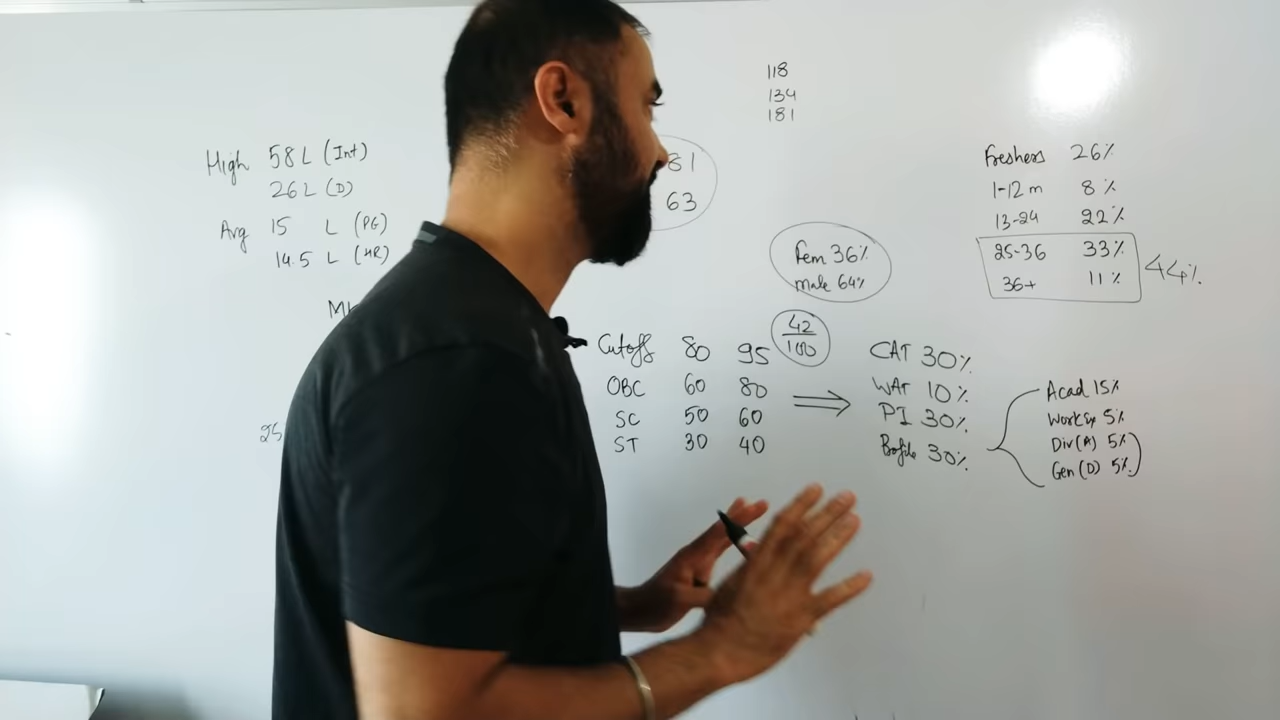 118
134
181
High 58 L (Int)
26 L (D)
Avg 15 L (PG)
14.5 L (HR)
81
63
Freshers 26%
1-12 m 8%
13-24 22%
25-36 33%
36+ 11%
44%
Fem 36%
Male 64%
42
100
Cutoff 80 95
OBC 60 80
SC 50 60
ST 30 40
CAT 30%
WAT 10%
PI 30%
Profile 30%
Acad 15%
Workex 5%
Div(A) 5%
Gen(D) 5%
25